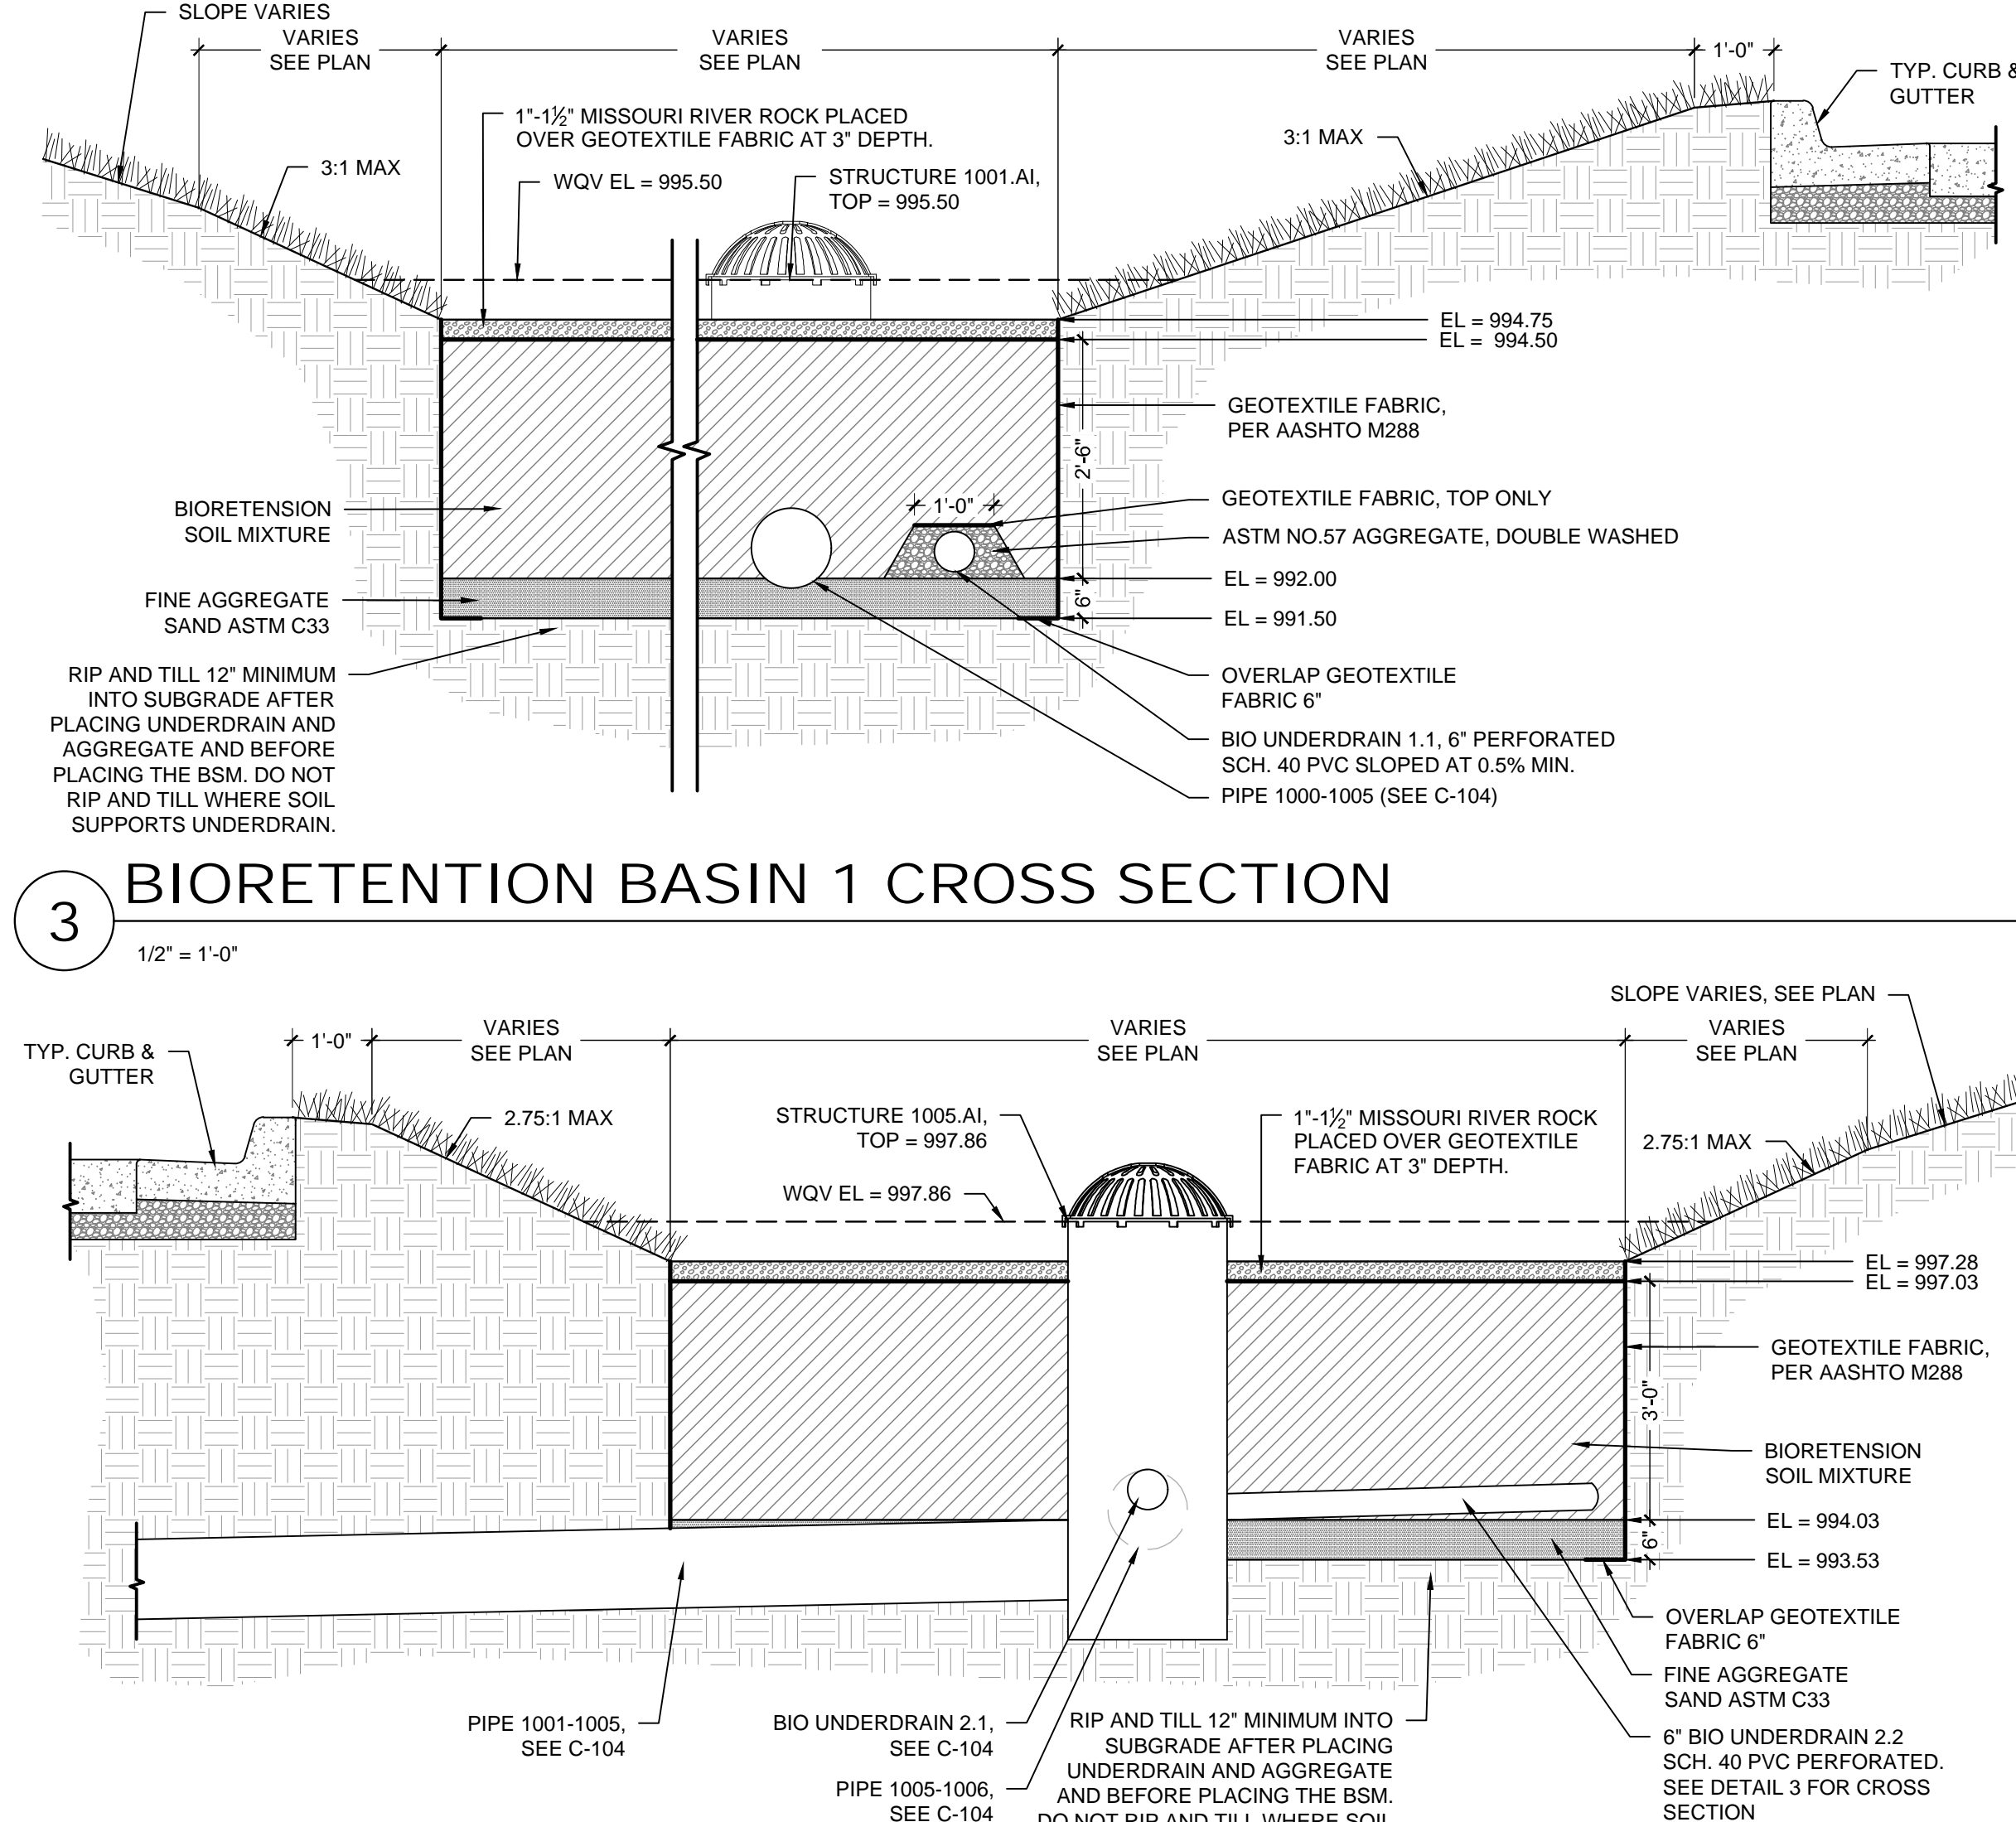 SLOPE VARIES
VARIES
SEE PLAN
VARIES
SEE PLAN
VARIES
SEE PLAN
1'-0"
TYP. CURB &
GUTTER
1"-1½" MISSOURI RIVER ROCK PLACED
OVER GEOTEXTILE FABRIC AT 3" DEPTH.
3:1 MAX
3:1 MAX
WQV EL = 995.50
STRUCTURE 1001.AI,
TOP = 995.50
EL = 994.75
EL = 994.50
GEOTEXTILE FABRIC,
PER AASHTO M288
2'-6"
BIORETENSION
SOIL MIXTURE
1'-0"
GEOTEXTILE FABRIC, TOP ONLY
ASTM NO.57 AGGREGATE, DOUBLE WASHED
EL = 992.00
6"
EL = 991.50
FINE AGGREGATE
SAND ASTM C33
OVERLAP GEOTEXTILE
FABRIC 6"
RIP AND TILL 12" MINIMUM
INTO SUBGRADE AFTER
PLACING UNDERDRAIN AND
AGGREGATE AND BEFORE
PLACING THE BSM. DO NOT
RIP AND TILL WHERE SOIL
SUPPORTS UNDERDRAIN.
BIO UNDERDRAIN 1.1, 6" PERFORATED
SCH. 40 PVC SLOPED AT 0.5% MIN.
PIPE 1000-1005 (SEE C-104)
3
BIORETENTION BASIN 1 CROSS SECTION
1/2" = 1'-0"
SLOPE VARIES, SEE PLAN
TYP. CURB &
GUTTER
1'-0"
VARIES
SEE PLAN
VARIES
SEE PLAN
VARIES
SEE PLAN
2.75:1 MAX
STRUCTURE 1005.AI,
TOP = 997.86
1"-1½" MISSOURI RIVER ROCK
PLACED OVER GEOTEXTILE
FABRIC AT 3" DEPTH.
2.75:1 MAX
WQV EL = 997.86
EL = 997.28
EL = 997.03
GEOTEXTILE FABRIC,
PER AASHTO M288
3'-0"
BIORETENSION
SOIL MIXTURE
EL = 994.03
6"
EL = 993.53
OVERLAP GEOTEXTILE
FABRIC 6"
FINE AGGREGATE
SAND ASTM C33
PIPE 1001-1005,
SEE C-104
BIO UNDERDRAIN 2.1,
SEE C-104
PIPE 1005-1006,
SEE C-104
RIP AND TILL 12" MINIMUM INTO
SUBGRADE AFTER PLACING
UNDERDRAIN AND AGGREGATE
AND BEFORE PLACING THE BSM.
DO NOT RIP AND TILL WHERE SOIL
6" BIO UNDERDRAIN 2.2
SCH. 40 PVC PERFORATED.
SEE DETAIL 3 FOR CROSS
SECTION